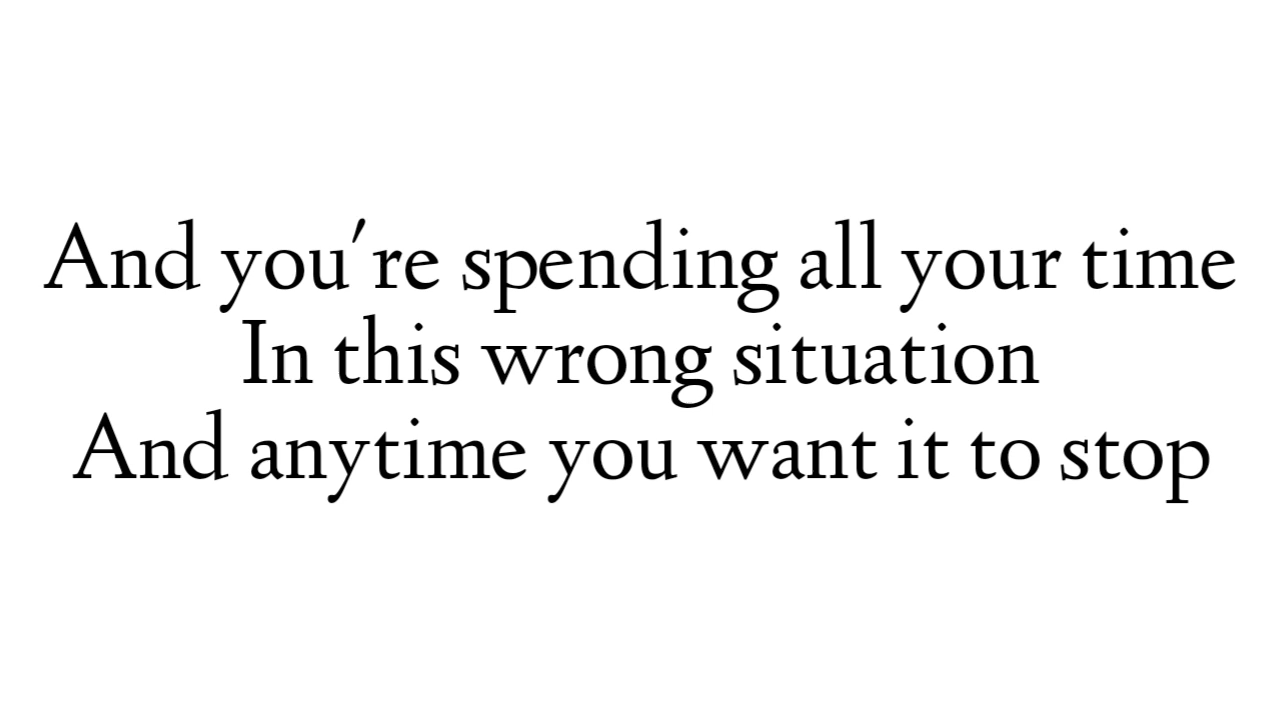 And you're spending all your time
In this wrong situation
And anytime you want it to stop